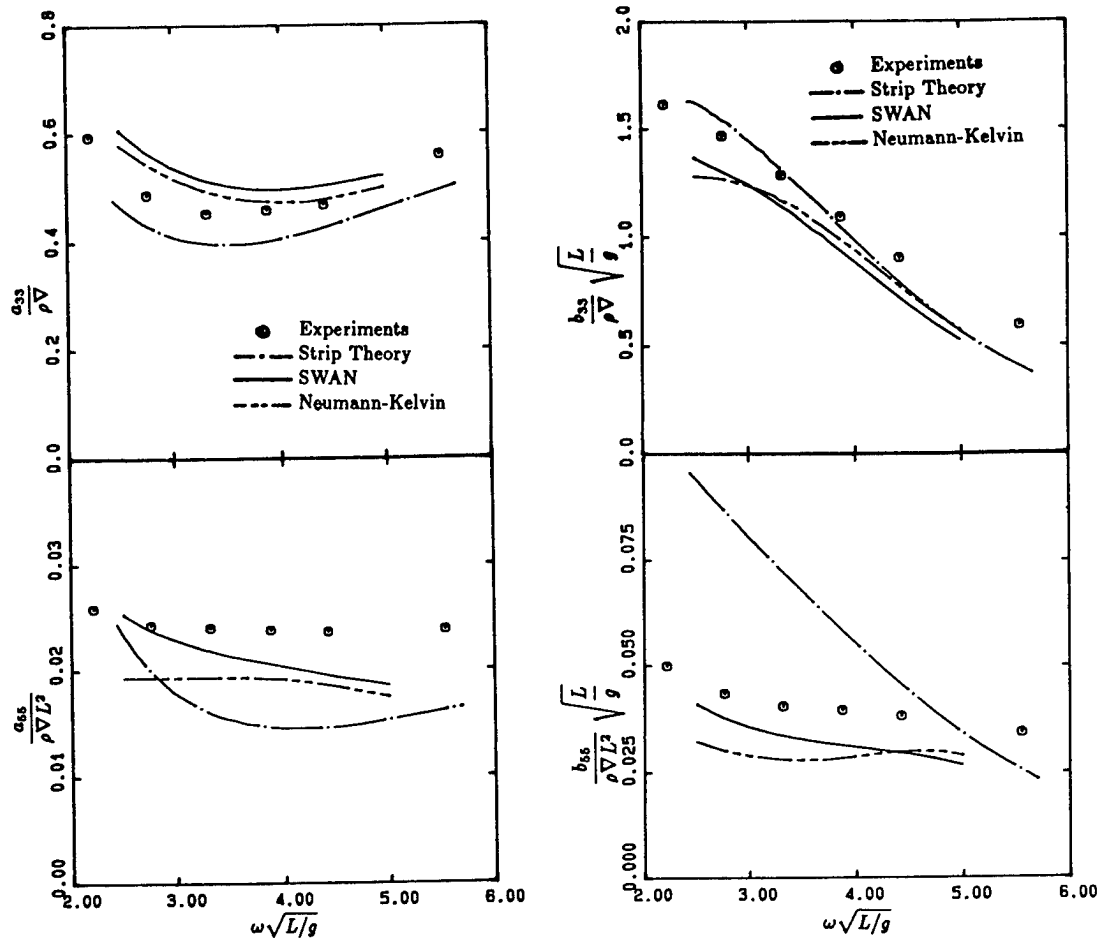 0.8
0.6
0.4
0.2
0.0
a₃₃ / ρ∇
Experiments
Strip Theory
SWAN
Neumann-Kelvin
2.0
1.5
1.0
0.5
0.0
b₃₃ / ρ∇ √(L/g)
Experiments
Strip Theory
SWAN
Neumann-Kelvin
0.03
0.02
0.01
0.00
a₅₅ / ρ∇L²
2.00 3.00 4.00 5.00 6.00
ω√L/g
0.075
0.050
0.025
0.000
b₅₅ / ρ∇L² √(L/g)
2.00 3.00 4.00 5.00 6.00
ω√L/g